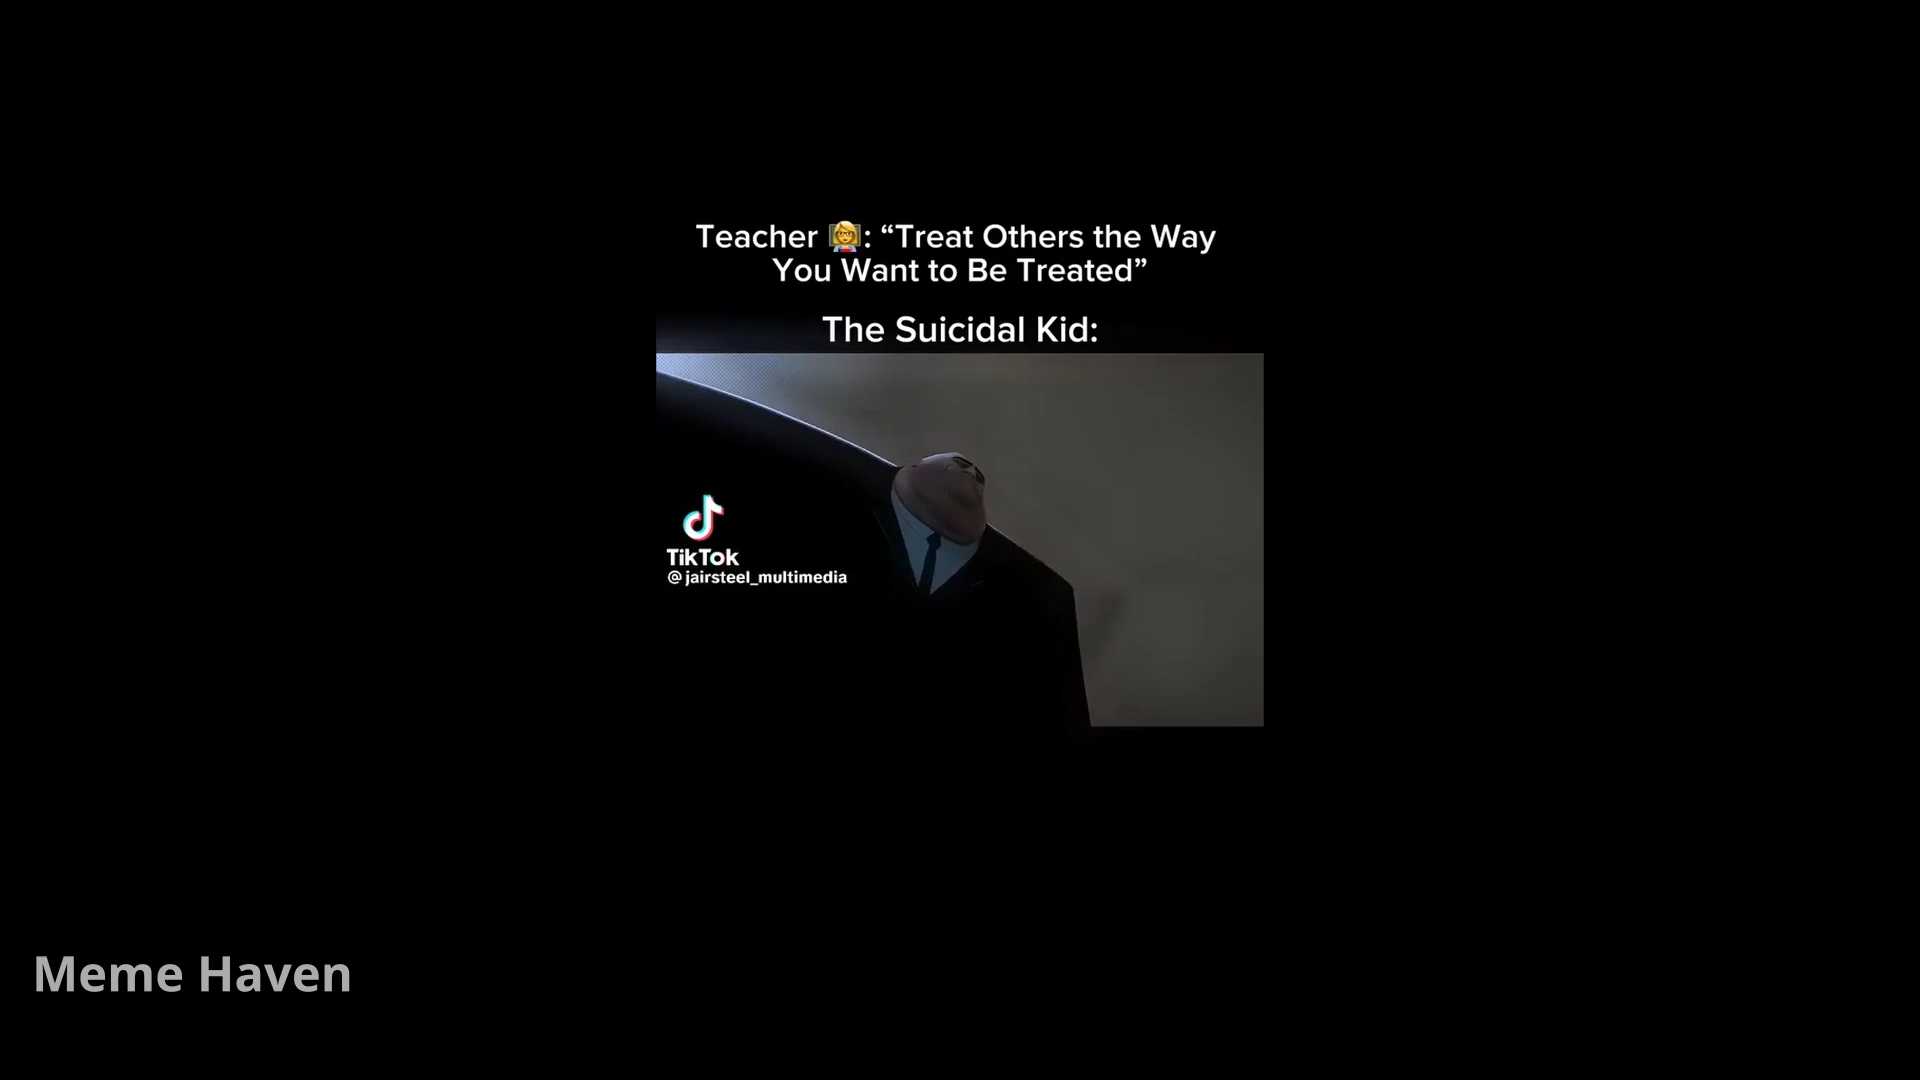 Teacher 👩‍🏫: “Treat Others the Way
You Want to Be Treated”
The Suicidal Kid:
TikTok
@jairsteel_multimedia
Meme Haven